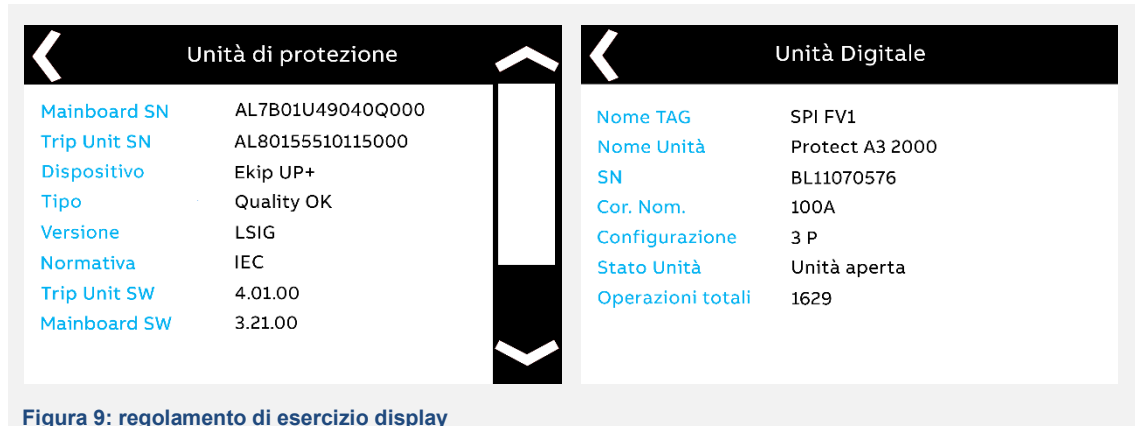 Unità di protezione
Mainboard SN AL7B01U49040Q000
Trip Unit SN AL80155510115000
Dispositivo Ekip UP+
Tipo Quality OK
Versione LSIG
Normativa IEC
Trip Unit SW 4.01.00
Mainboard SW 3.21.00
Unità Digitale
Nome TAG SPI FV1
Nome Unità Protect A3 2000
SN BL11070576
Cor. Nom. 100A
Configurazione 3 P
Stato Unità Unità aperta
Operazioni totali 1629
Figura 9: regolamento di esercizio display